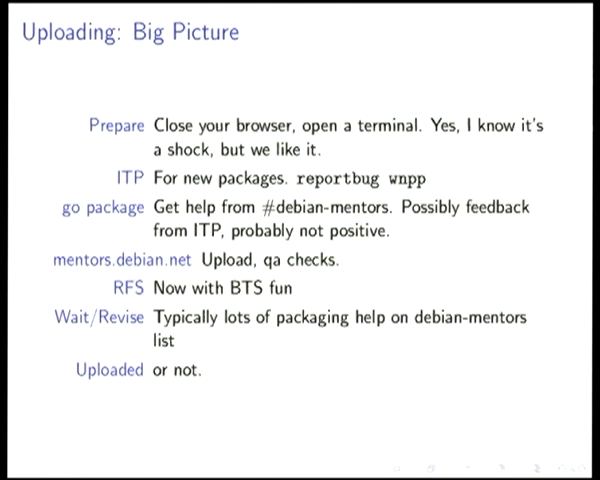 Uploading: Big Picture
Prepare Close your browser, open a terminal. Yes, I know it's
a shock, but we like it.
ITP For new packages. reportbug wnpp
go package Get help from #debian-mentors. Possibly feedback
from ITP, probably not positive.
mentors.debian.net Upload, qa checks.
RFS Now with BTS fun
Wait/Revise Typically lots of packaging help on debian-mentors
list
Uploaded or not.